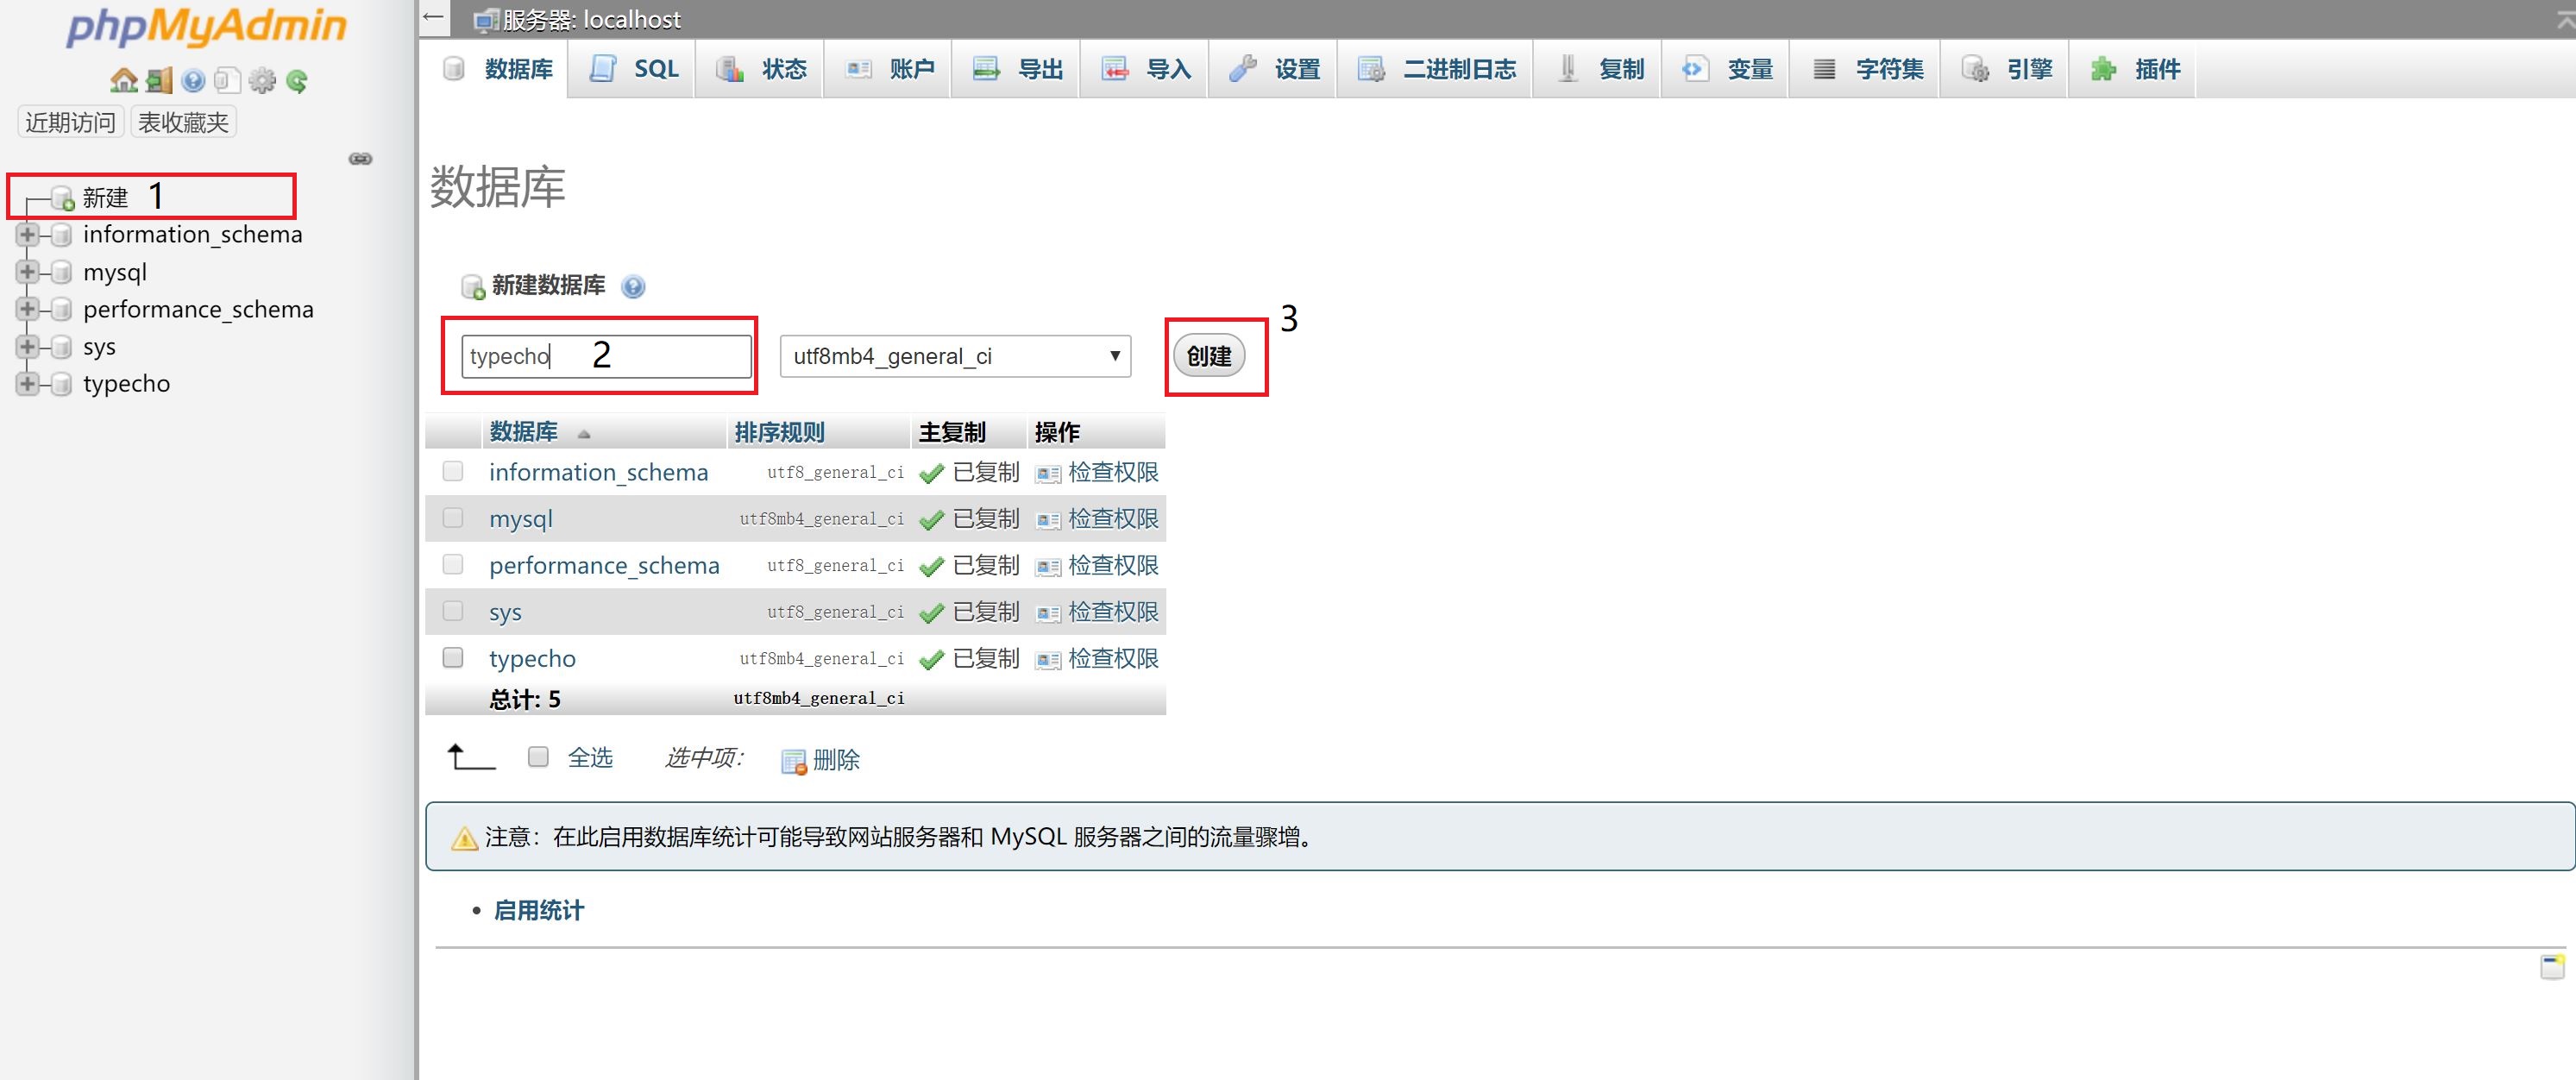 phpMyAdmin
近期访问 表收藏夹
新建 1
information_schema
mysql
performance_schema
sys
typecho
服务器: localhost
数据库 SQL 状态 账户 导出 导入 设置 二进制日志 复制 变量 字符集 引擎 插件
数据库
新建数据库
3
typecho 2 utf8mb4_general_ci 创建
数据库 排序规则 主复制 操作
information_schema utf8_general_ci 已复制 检查权限
mysql utf8mb4_general_ci 已复制 检查权限
performance_schema utf8_general_ci 已复制 检查权限
sys utf8_general_ci 已复制 检查权限
typecho utf8mb4_general_ci 已复制 检查权限
总计: 5 utf8mb4_general_ci
全选 选中项: 删除
注意：在此启用数据库统计可能导致网站服务器和 MySQL 服务器之间的流量骤增。
• 启用统计